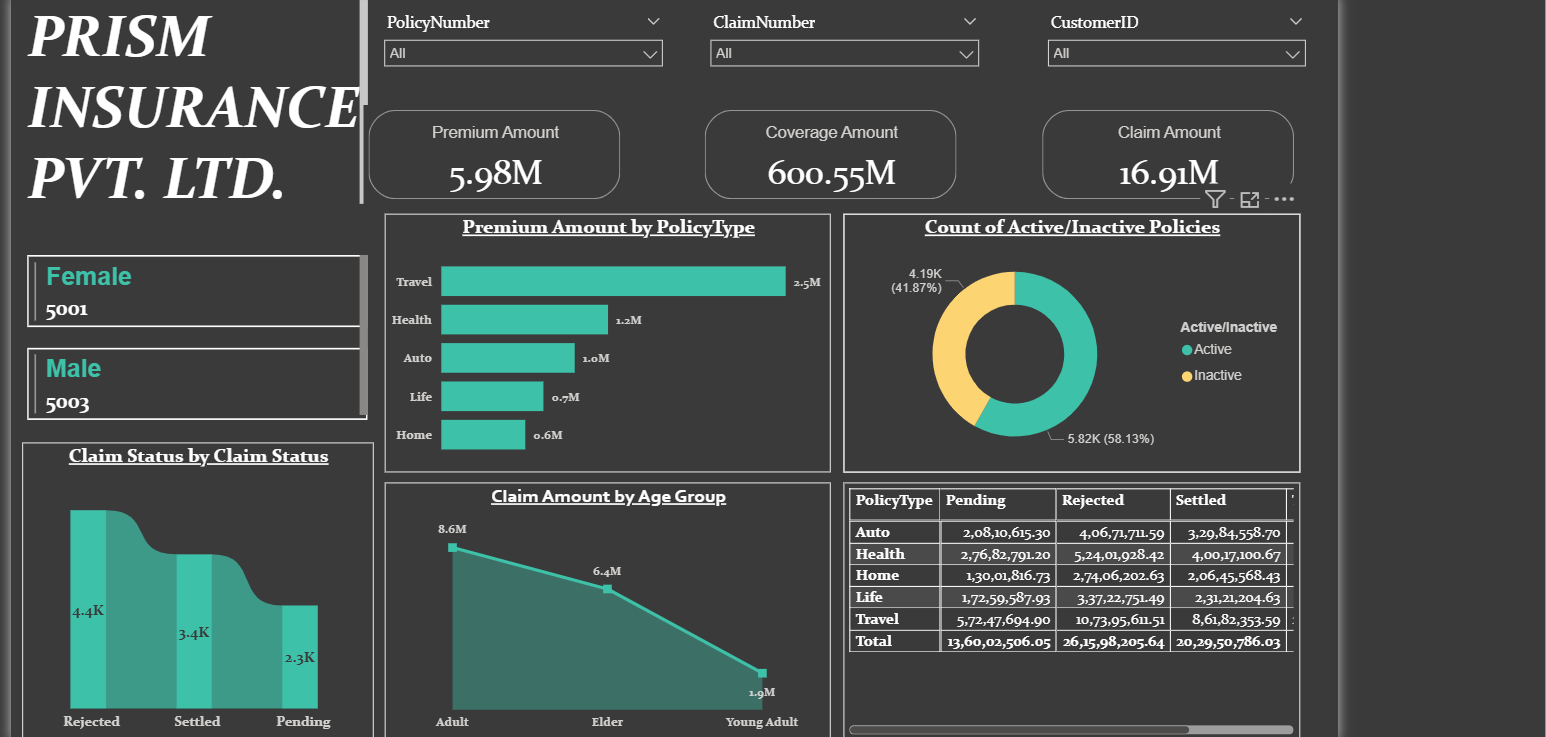 PRISM
INSURANCE
PVT. LTD.
PolicyNumber
All
ClaimNumber
All
CustomerID
All
Premium Amount
5.98M
Coverage Amount
600.55M
Claim Amount
16.91M
Female
5001
Male
5003
Premium Amount by PolicyType
Travel 2.5M
Health 1.2M
Auto 1.0M
Life 0.7M
Home 0.6M
Count of Active/Inactive Policies
4.19K
(41.87%)
5.82K (58.13%)
Active/Inactive
Active
Inactive
Claim Status by Claim Status
4.4K
3.4K
2.3K
Rejected Settled Pending
Claim Amount by Age Group
8.6M
6.4M
1.9M
Adult Elder Young Adult
PolicyType Pending Rejected Settled
Auto 2,08,10,615.30 4,06,71,711.59 3,29,84,558.70
Health 2,76,82,791.20 5,24,01,928.42 4,00,17,100.67
Home 1,30,01,816.73 2,74,06,202.63 2,06,45,568.43
Life 1,72,59,587.93 3,37,22,751.49 2,31,21,204.63
Travel 5,72,47,694.90 10,73,95,611.51 8,61,82,353.59
Total 13,60,02,506.05 26,15,98,205.64 20,29,50,786.03